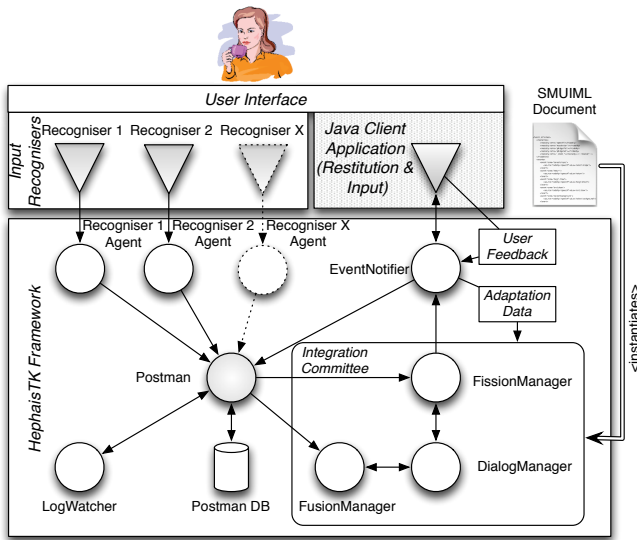 User Interface
SMUIML
Document
Input
Recognisers
Recogniser 1
Recogniser 2
Recogniser X
Java Client
Application
(Restitution &
Input)
Recogniser 1
Agent
Recogniser 2
Agent
Recogniser X
Agent
EventNotifier
User
Feedback
Adaptation
Data
<instantiates>
HephaisTK Framework
Postman
Integration
Committee
FissionManager
LogWatcher
Postman DB
FusionManager
DialogManager